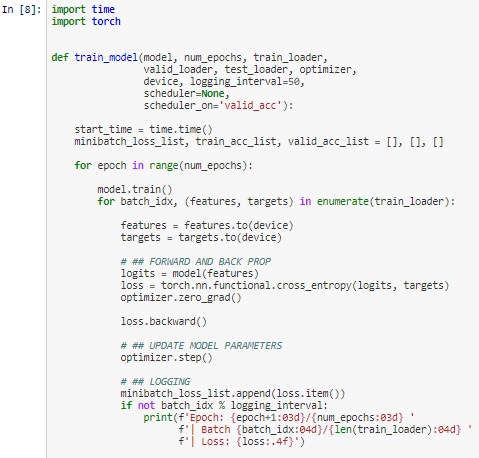 In [8]: import time
import torch
def train_model(model, num_epochs, train_loader,
valid_loader, test_loader, optimizer,
device, logging_interval=50,
scheduler=None,
scheduler_on='valid_acc'):
start_time = time.time()
minibatch_loss_list, train_acc_list, valid_acc_list = [], [], []
for epoch in range(num_epochs):
model.train()
for batch_idx, (features, targets) in enumerate(train_loader):
features = features.to(device)
targets = targets.to(device)
# ## FORWARD AND BACK PROP
logits = model(features)
loss = torch.nn.functional.cross_entropy(logits, targets)
optimizer.zero_grad()
loss.backward()
# ## UPDATE MODEL PARAMETERS
optimizer.step()
# ## LOGGING
minibatch_loss_list.append(loss.item())
if not batch_idx % logging_interval:
print(f'Epoch: {epoch+1:03d}/{num_epochs:03d} '
f'| Batch {batch_idx:04d}/{len(train_loader):04d} '
f'| Loss: {loss:.4f}')